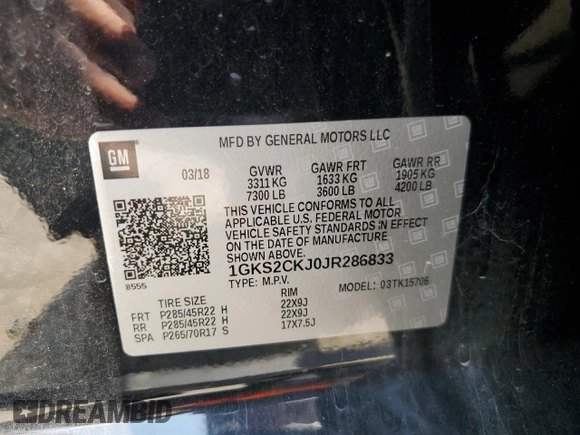 MFD BY GENERAL MOTORS LLC
GM
03/18
GVWR GAWR FRT GAWR RR
3311 KG 1633 KG 1905 KG
7300 LB 3600 LB 4200 LB
THIS VEHICLE CONFORMS TO ALL
APPLICABLE U.S. FEDERAL MOTOR
VEHICLE SAFETY STANDARDS IN
EFFECT ON THE DATE OF MANUFACTURE
SHOWN ABOVE.
1GKS2CKJ0JR286833
8555
TYPE: M.P.V. MODEL: 03TK15706
TIRE SIZE RIM
FRT P285/45R22 H 22X9J
RR P285/45R22 H 22X9J
SPA P265/70R17 S 17X7.5J
DREAMBID